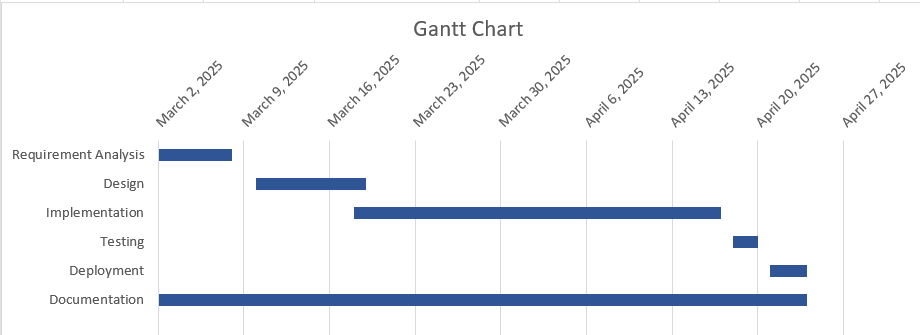 Gantt Chart
March 2, 2025
March 9, 2025
March 16, 2025
March 23, 2025
March 30, 2025
April 6, 2025
April 13, 2025
April 20, 2025
April 27, 2025
Requirement Analysis
Design
Implementation
Testing
Deployment
Documentation